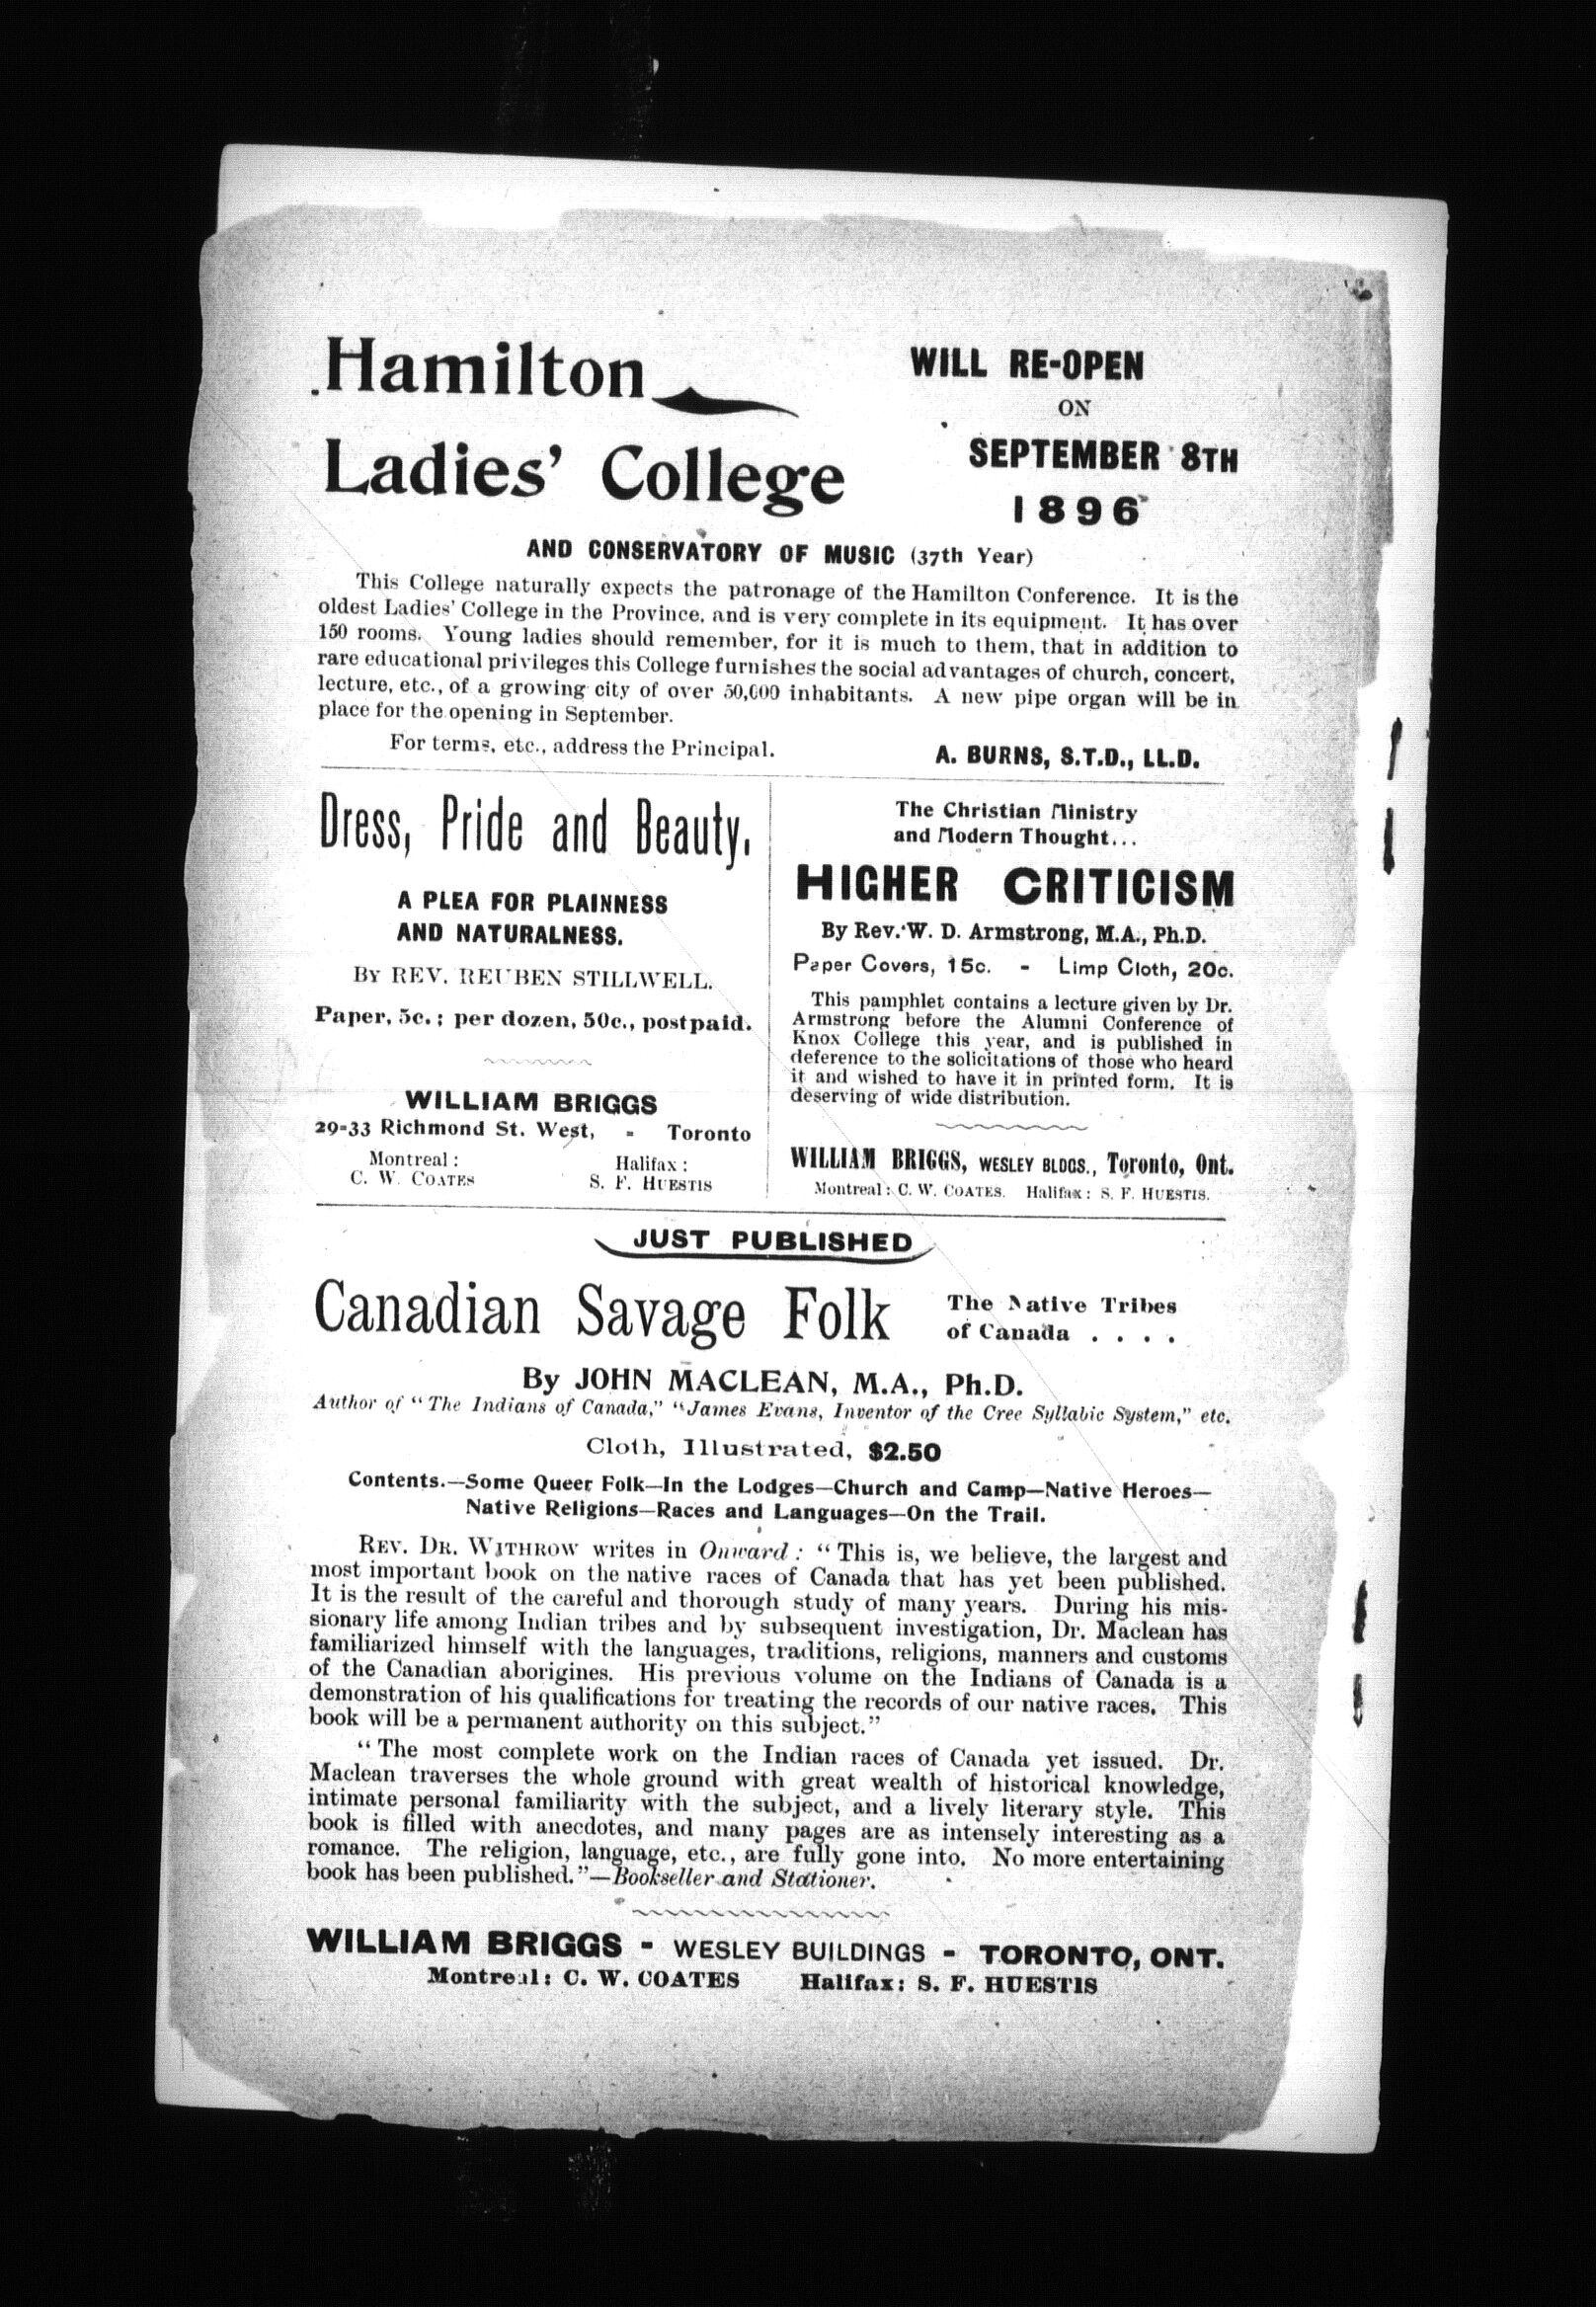 Hamilton
Ladies' College
WILL RE-OPEN
ON
SEPTEMBER 8TH
1896
AND CONSERVATORY OF MUSIC (37th Year)
This College naturally expects the patronage of the Hamilton Conference. It is the
oldest Ladies' College in the Province, and is very complete in its equipment. It has over
150 rooms. Young ladies should remember, for it is much to them, that in addition to
rare educational privileges this College furnishes the social advantages of church, concert,
lecture, etc., of a growing city of over 50,000 inhabitants. A new pipe organ will be in
place for the opening in September.
For terms, etc., address the Principal.
A. BURNS, S.T.D., LL.D.
Dress, Pride and Beauty.
A PLEA FOR PLAINNESS
AND NATURALNESS.
BY REV. REUBEN STILLWELL.
Paper, 5c.; per dozen, 50c., postpaid.
WILLIAM BRIGGS
29-33 Richmond St. West, - Toronto
Montreal: Halifax:
C. W. COATES S. F. HUESTIS
The Christian Ministry
and Modern Thought...
HIGHER CRITICISM
By Rev. W. D. Armstrong, M.A., Ph.D.
Paper Covers, 15c. - Limp Cloth, 20c.
This pamphlet contains a lecture given by Dr.
Armstrong before the Alumni Conference of
Knox College this year, and is published in
deference to the solicitations of those who heard
it and wished to have it in printed form. It is
deserving of wide distribution.
WILLIAM BRIGGS, WESLEY BLDGS., Toronto, Ont.
Montreal: C. W. COATES. Halifax: S. F. HUESTIS.
JUST PUBLISHED
Canadian Savage Folk
The Native Tribes
of Canada . . . .
By JOHN MACLEAN, M.A., Ph.D.
Author of "The Indians of Canada," "James Evans, Inventor of the Cree Syllabic System," etc.
Cloth, Illustrated, $2.50
Contents.—Some Queer Folk—In the Lodges—Church and Camp—Native Heroes—
Native Religions—Races and Languages—On the Trail.
REV. DR. WITHROW writes in Onward: "This is, we believe, the largest and
most important book on the native races of Canada that has yet been published.
It is the result of the careful and thorough study of many years. During his mis-
sionary life among Indian tribes and by subsequent investigation, Dr. Maclean has
familiarized himself with the languages, traditions, religions, manners and customs
of the Canadian aborigines. His previous volume on the Indians of Canada is a
demonstration of his qualifications for treating the records of our native races. This
book will be a permanent authority on this subject."
"The most complete work on the Indian races of Canada yet issued. Dr.
Maclean traverses the whole ground with great wealth of historical knowledge,
intimate personal familiarity with the subject, and a lively literary style. This
book is filled with anecdotes, and many pages are as intensely interesting as a
romance. The religion, language, etc., are fully gone into. No more entertaining
book has been published."—Bookseller and Stationer.
WILLIAM BRIGGS - WESLEY BUILDINGS - TORONTO, ONT.
Montreal: C. W. COATES Halifax: S. F. HUESTIS